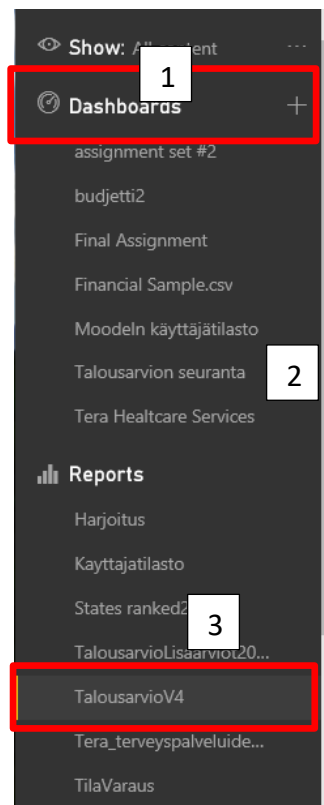 Show: All content ...
1
Dashboards +
assignment set #2
budjetti2
Final Assignment
Financial Sample.csv
Moodeln käyttäjätilasto
Talousarvion seuranta
2
Tera Healtcare Services
Reports
Harjoitus
Kayttajatilasto
States ranked2
3
TalousarvioLisaarviot20...
TalousarvioV4
Tera_terveyspalveluide...
TilaVaraus